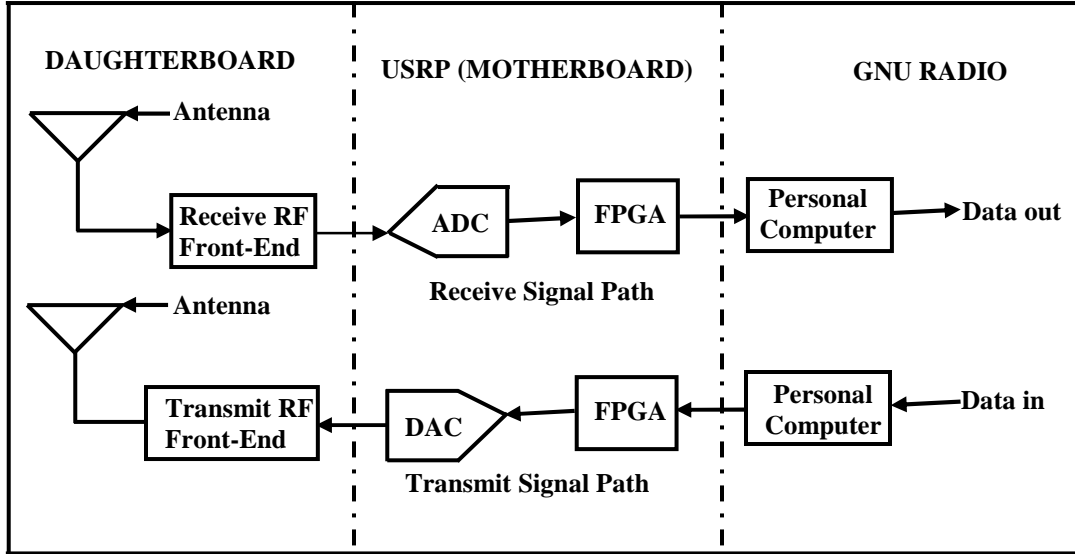 DAUGHTERBOARD
USRP (MOTHERBOARD)
GNU RADIO
Antenna
Receive RF
Front-End
ADC
FPGA
Personal
Computer
Data out
Receive Signal Path
Antenna
Transmit RF
Front-End
DAC
FPGA
Personal
Computer
Data in
Transmit Signal Path